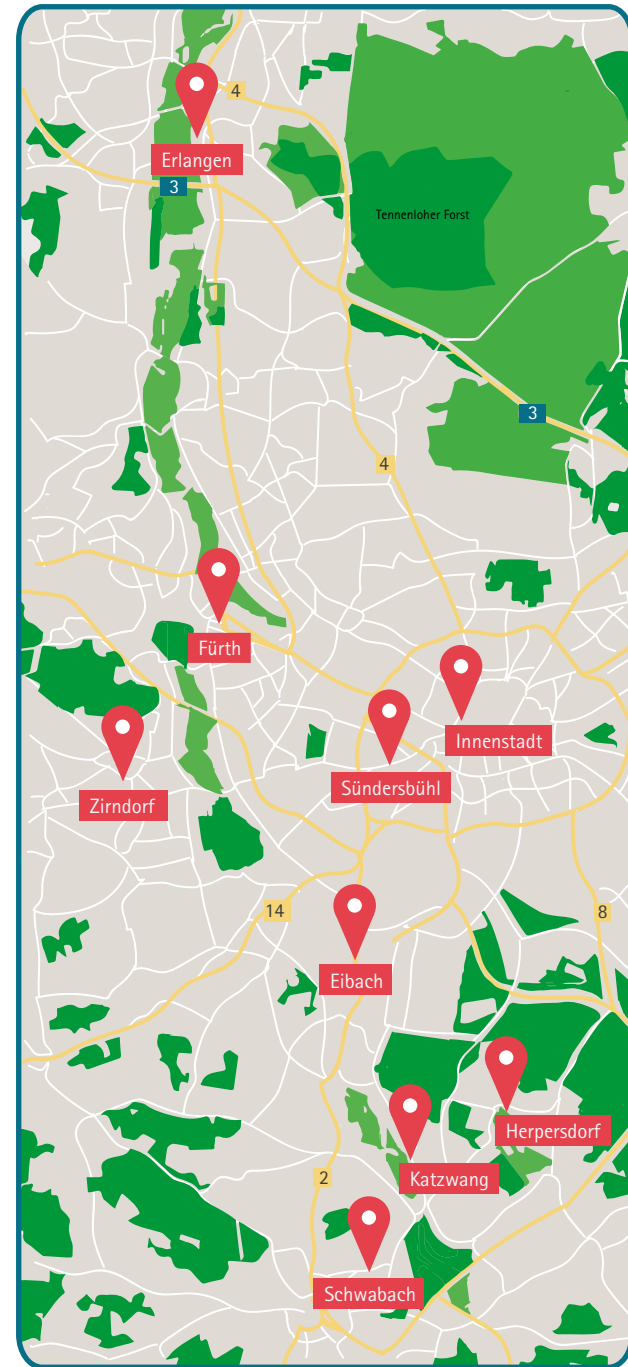 4
Erlangen
3
Tennenloher Forst
3
4
Fürth
Innenstadt
Sündersbühl
Zirndorf
14
8
Eibach
Herpersdorf
Katzwang
2
Schwabach